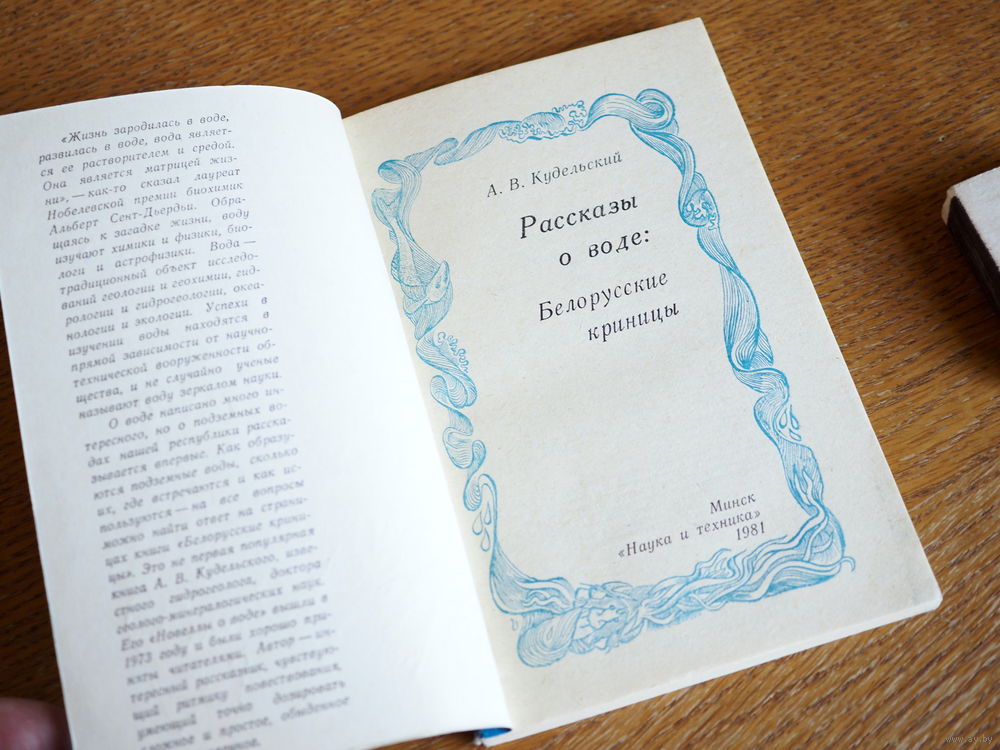 «Жизнь зародилась в воде,
развилась в воде, вода являет-
ся ее растворителем и средой.
Она является матрицей жиз-
ни», — как-то сказал лауреат
Нобелевской премии биохимик
Альберт Сент-Дьердьи. Обра-
щаясь к загадке жизни, воду
изучают химики и физики, био-
логи и астрофизики. Вода —
традиционный объект исследо-
ваний геологии и геохимии, гид-
рологии и гидрогеологии, океа-
нологии и экологии. Успехи в
изучении воды находятся в
прямой зависимости от научно-
технической вооруженности об-
щества, и не случайно ученые
называют воду зеркалом науки.
О воде написано много ин-
тересного, но о подземных во-
дах нашей республики расска-
зывается впервые. Как образу-
ются подземные воды, сколько
их, где встречаются и как ис-
пользуются — на все вопросы
можно найти ответ на страни-
цах книги «Белорусские крини-
цы». Это не первая популярная
книга А. В. Кудельского, изве-
стного гидрогеолога, доктора
геолого-минералогических наук.
Его «Новеллы о воде» вышли в
1973 году и были хорошо при-
няты читателями. Автор — ин-
тересный рассказчик, чувствую-
щий ритмику повествования,
умеющий точно дозировать
сложное и простое, обыденное
А. В. Кудельский
Рассказы
о воде:
Белорусские
криницы
Минск
«Наука и техника»
1981
www.ay.by